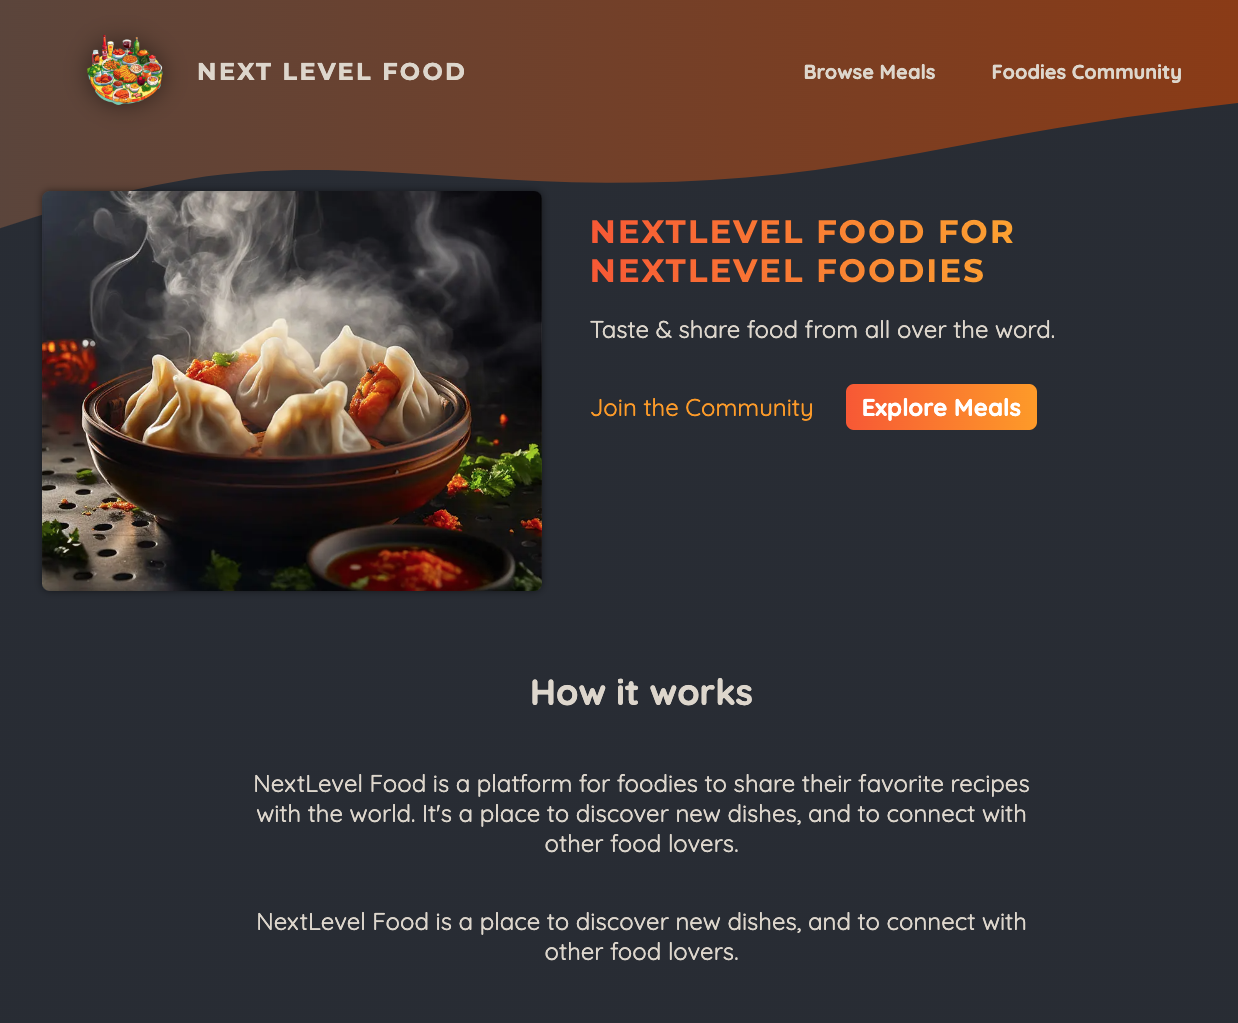 NEXT LEVEL FOOD
Browse Meals
Foodies Community
NEXTLEVEL FOOD FOR
NEXTLEVEL FOODIES
Taste & share food from all over the word.
Join the Community
Explore Meals
How it works
NextLevel Food is a platform for foodies to share their favorite recipes
with the world. It's a place to discover new dishes, and to connect with
other food lovers.
NextLevel Food is a place to discover new dishes, and to connect with
other food lovers.